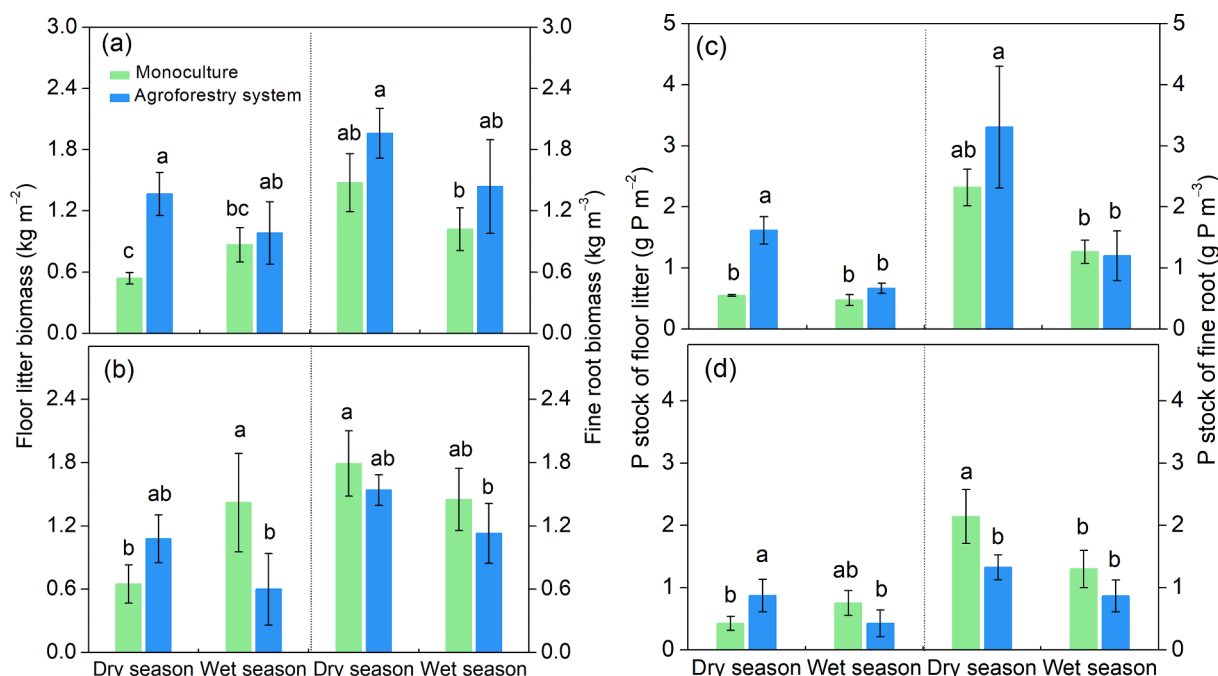 (a)
Monoculture
Agroforestry system
3.0
2.4
1.8
1.2
0.6
0.0
c
a
bc
ab
ab
a
b
ab
3.0
2.4
1.8
1.2
0.6
0.0
(b)
2.4
1.8
1.2
0.6
0.0
b
ab
a
b
a
ab
ab
b
2.4
1.8
1.2
0.6
0.0
Floor litter biomass (kg m⁻²)
Fine root biomass (kg m⁻³)
Dry season Wet season Dry season Wet season
(c)
5
4
3
2
1
0
b
a
b
b
ab
a
b
b
5
4
3
2
1
0
(d)
4
3
2
1
0
b
a
ab
b
a
b
b
b
4
3
2
1
0
P stock of floor litter (g P m⁻²)
P stock of fine root (g P m⁻³)
Dry season Wet season Dry season Wet season